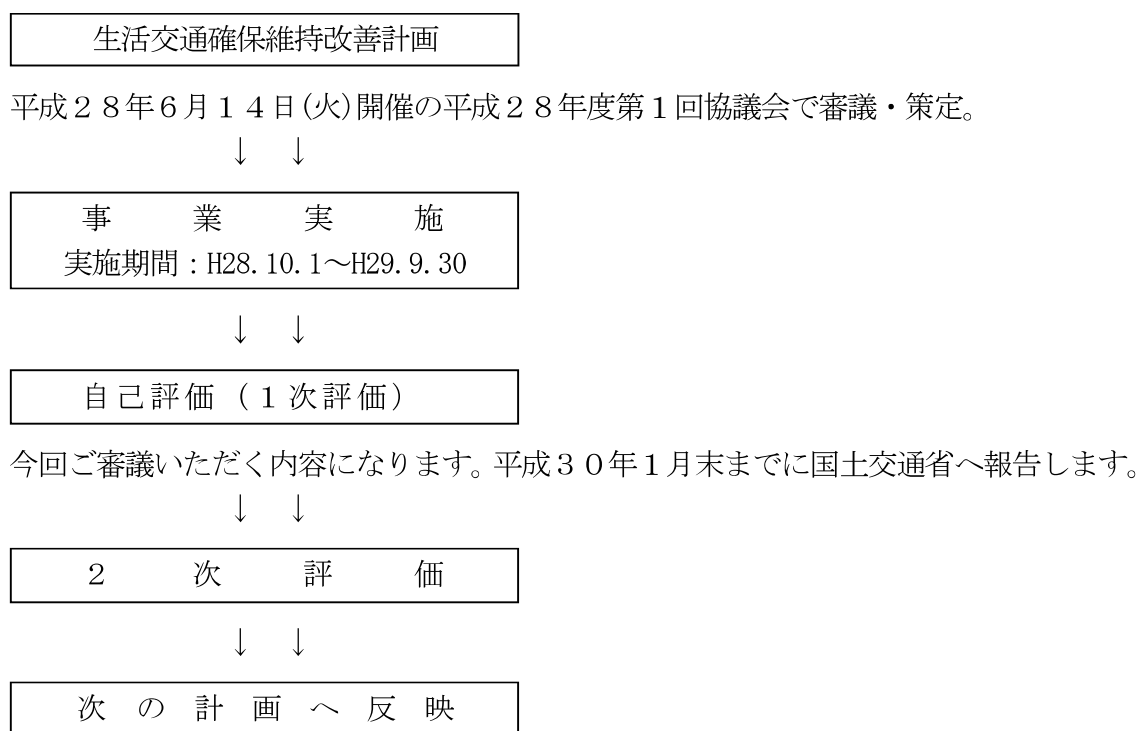 生活交通確保維持改善計画
平成２８年６月１４日(火)開催の平成２８年度第１回協議会で審議・策定。
↓　↓
事　業　実　施
実施期間：H28.10.1～H29.9.30
↓　↓
自己評価（１次評価）
今回ご審議いただく内容になります。平成３０年１月末までに国土交通省へ報告します。
↓　↓
２　次　評　価
↓　↓
次の計画へ反映